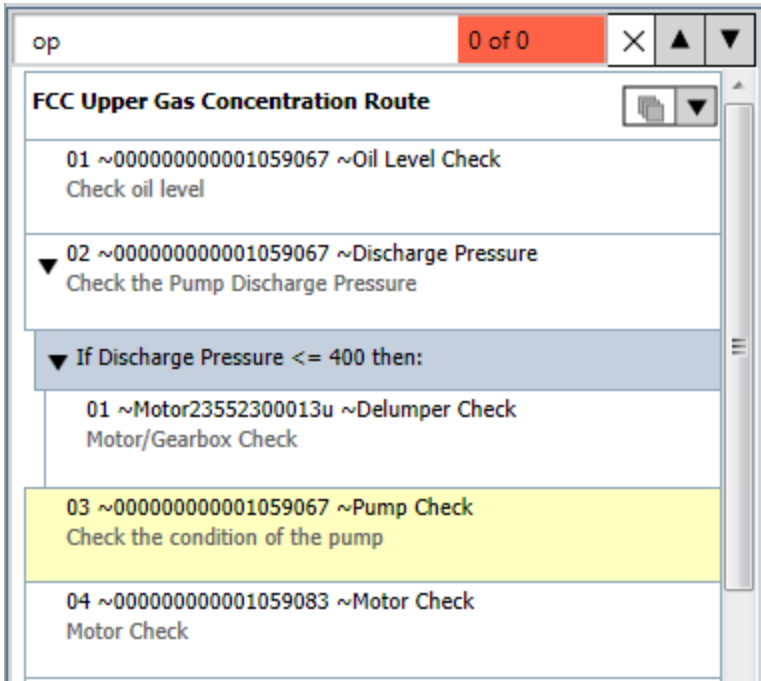 op
0 of 0
FCC Upper Gas Concentration Route
01 ~000000000001059067 ~Oil Level Check
Check oil level
02 ~000000000001059067 ~Discharge Pressure
Check the Pump Discharge Pressure
If Discharge Pressure <= 400 then:
01 ~Motor23552300013u ~Delumper Check
Motor/Gearbox Check
03 ~000000000001059067 ~Pump Check
Check the condition of the pump
04 ~000000000001059083 ~Motor Check
Motor Check